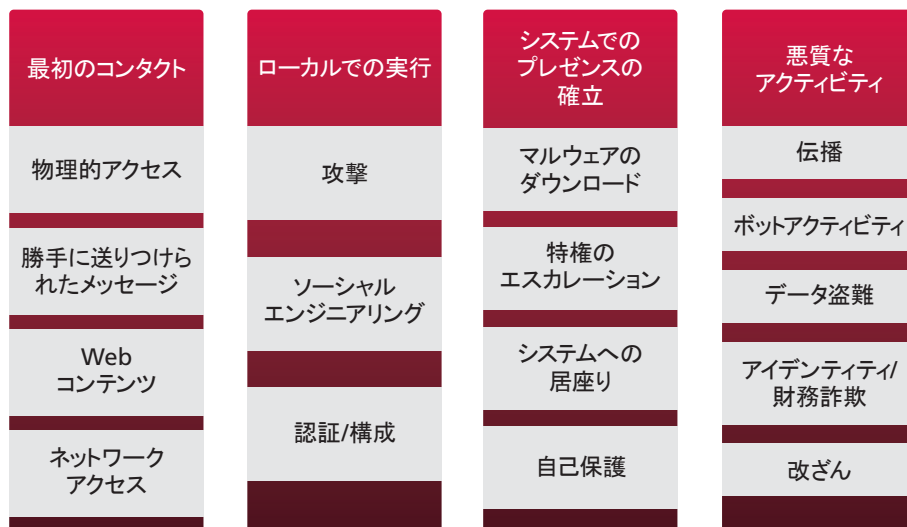 最初のコンタクト
物理的アクセス
勝手に送りつけら
れたメッセージ
Web
コンテンツ
ネットワーク
アクセス
ローカルでの実行
攻撃
ソーシャル
エンジニアリング
認証/構成
システムでの
プレゼンスの
確立
マルウェアの
ダウンロード
特権の
エスカレーション
システムへの
居座り
自己保護
悪質な
アクティビティ
伝播
ボットアクティビティ
データ盗難
アイデンティティ/
財務詐欺
改ざん